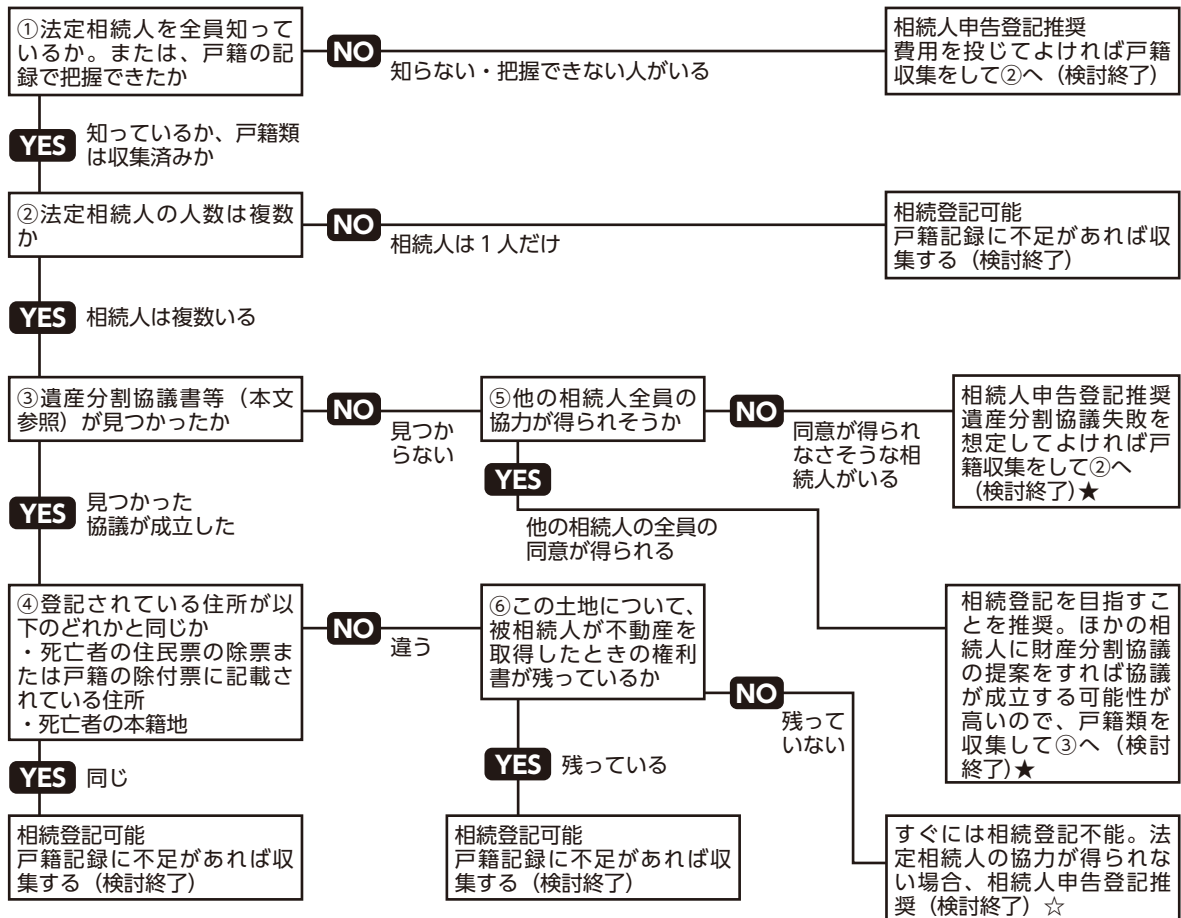 ①法定相続人を全員知って
いるか。または、戸籍の記
録で把握できたか
NO
知らない・把握できない人がいる
相続人申告登記推奨
費用を投じてよければ戸籍
収集をして②へ（検討終了）
YES
知っているか、戸籍類
は収集済みか
②法定相続人の人数は複数
か
NO
相続人は1人だけ
相続登記可能
戸籍記録に不足があれば収
集する（検討終了）
YES
相続人は複数いる
③遺産分割協議書等（本文
参照）が見つかったか
NO
見つか
らない
⑤他の相続人全員の
協力が得られそうか
NO
同意が得られ
なさそうな相
続人がいる
相続人申告登記推奨
遺産分割協議失敗を
想定してよければ戸
籍収集をして②へ
（検討終了）★
YES
見つかった
協議が成立した
YES
他の相続人の全員の
同意が得られる
相続登記を目指すこ
とを推奨。ほかの相
続人に財産分割協議
の提案をすれば協議
が成立する可能性が
高いので、戸籍類を
収集して③へ（検討
終了）★
④登記されている住所が以
下のどれかと同じか
・死亡者の住民票の除票ま
たは戸籍の除付票に記載さ
れている住所
・死亡者の本籍地
NO
違う
⑥この土地について、
被相続人が不動産を
取得したときの権利
書が残っているか
NO
残って
いない
YES
同じ
YES
残っている
相続登記可能
戸籍記録に不足があれば収
集する（検討終了）
相続登記可能
戸籍記録に不足があれば収
集する（検討終了）
すぐには相続登記不能。法
定相続人の協力が得られな
い場合、相続人申告登記推
奨（検討終了）☆